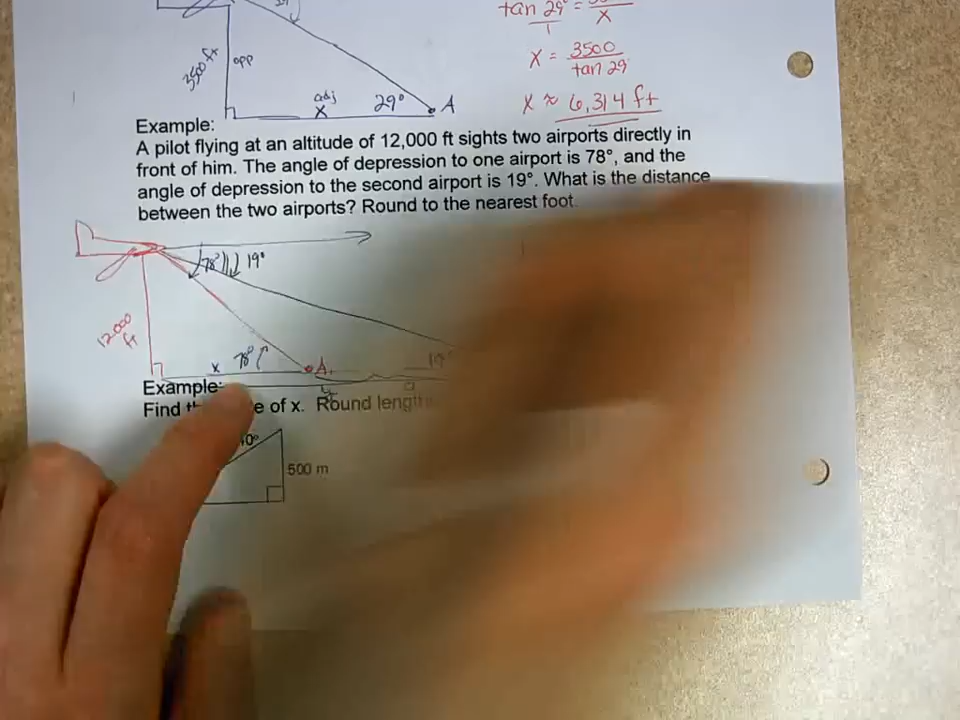 tan 29° =
1
x
3500 ft
opp
x = 3500
tan 29
adj
x
29°
A
x ≈ 6,314 ft
Example:
A pilot flying at an altitude of 12,000 ft sights two airports directly in
front of him. The angle of depression to one airport is 78°, and the
angle of depression to the second airport is 19°. What is the distance
between the two airports? Round to the nearest foot.
78°
19°
12,000
ft
x
78°
A
19°
Example:
Find of x. Round length
500 m